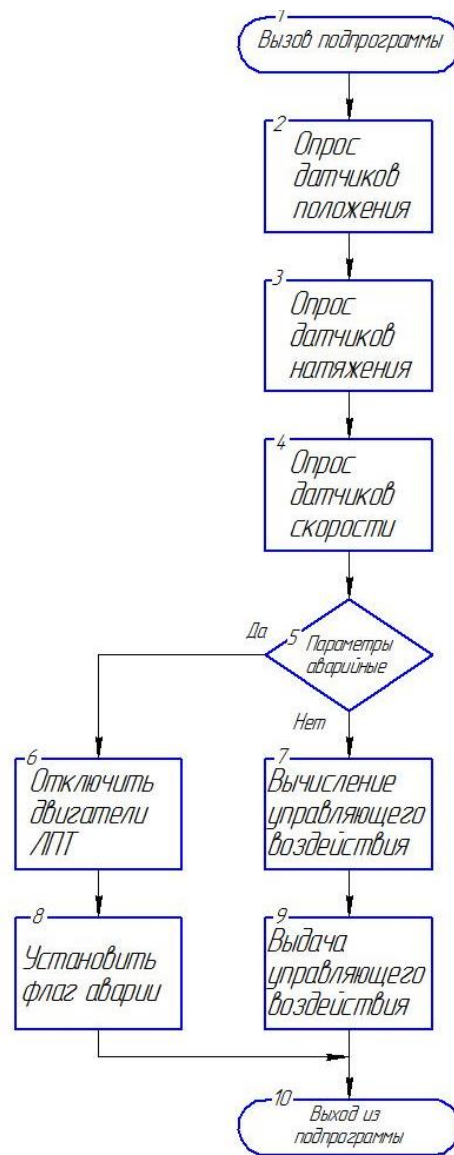 1
Вызов подпрограммы
2
Опрос
датчиков
положения
3
Опрос
датчиков
натяжения
4
Опрос
датчиков
скорости
Да
5
Параметры
аварийные
Нет
6
Отключить
двигатели
ЛПТ
7
Вычисление
управляющего
воздействия
8
Установить
флаг аварии
9
Выдача
управляющего
воздействия
10
Выход из
подпрограммы